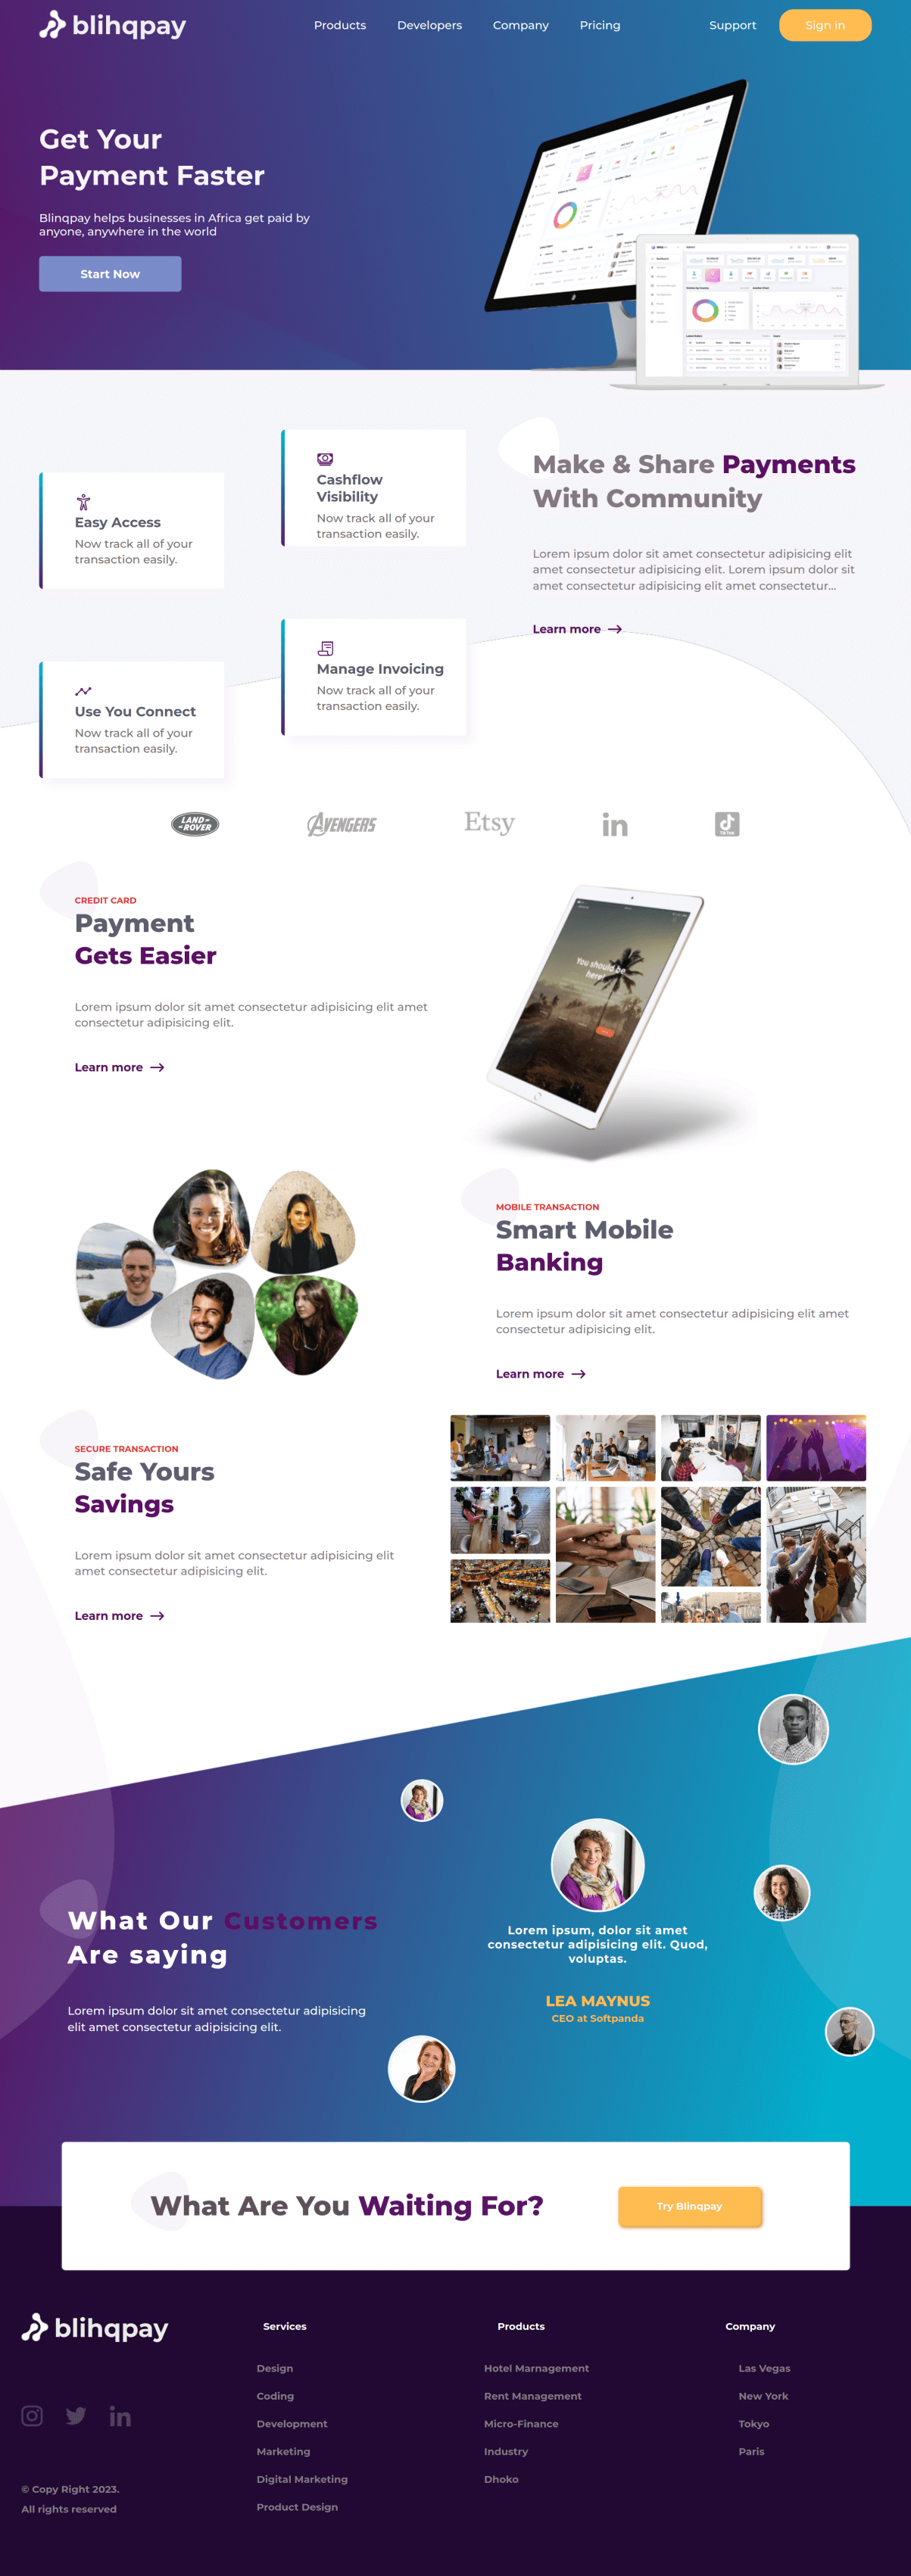 blihqpay
Products Developers Company Pricing Support Sign in
Get Your
Payment Faster
Blinqpay helps businesses in Africa get paid by
anyone, anywhere in the world
Start Now
Easy Access
Now track all of your
transaction easily.
Cashflow
Visibility
Now track all of your
transaction easily.
Use You Connect
Now track all of your
transaction easily.
Manage Invoicing
Now track all of your
transaction easily.
Make & Share Payments
With Community
Lorem ipsum dolor sit amet consectetur adipisicing elit
amet consectetur adipisicing elit. Lorem ipsum dolor sit
amet consectetur adipisicing elit amet consectetur...
Learn more
LAND-
-ROVER
AVENGERS
Etsy
in
TikTok
CREDIT CARD
Payment
Gets Easier
Lorem ipsum dolor sit amet consectetur adipisicing elit amet
consectetur adipisicing elit.
Learn more
You should be
here!
MOBILE TRANSACTION
Smart Mobile
Banking
Lorem ipsum dolor sit amet consectetur adipisicing elit amet
consectetur adipisicing elit.
Learn more
SECURE TRANSACTION
Safe Yours
Savings
Lorem ipsum dolor sit amet consectetur adipisicing elit
amet consectetur adipisicing elit.
Learn more
What Our Customers
Are saying
Lorem ipsum dolor sit amet consectetur adipisicing
elit amet consectetur adipisicing elit.
Lorem ipsum, dolor sit amet
consectetur adipisicing elit. Quod,
voluptas.
LEA MAYNUS
CEO at Softpanda
What Are You Waiting For?
Try Blinqpay
blihqpay
in
© Copy Right 2023.
All rights reserved
Services
Design
Coding
Development
Marketing
Digital Marketing
Product Design
Products
Hotel Marnagement
Rent Management
Micro-Finance
Industry
Dhoko
Company
Las Vegas
New York
Tokyo
Paris